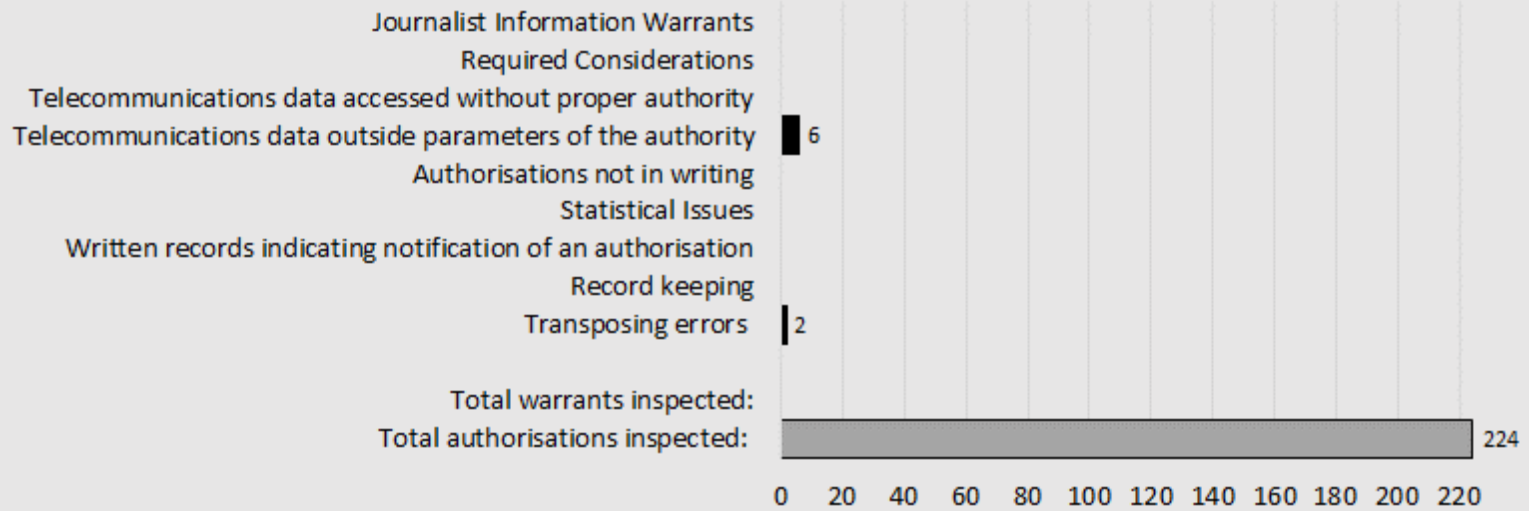 Journalist Information Warrants
Required Considerations
Telecommunications data accessed without proper authority
Telecommunications data outside parameters of the authority 6
Authorisations not in writing
Statistical Issues
Written records indicating notification of an authorisation
Record keeping
Transposing errors 2
Total warrants inspected:
Total authorisations inspected: 224
0 20 40 60 80 100 120 140 160 180 200 220